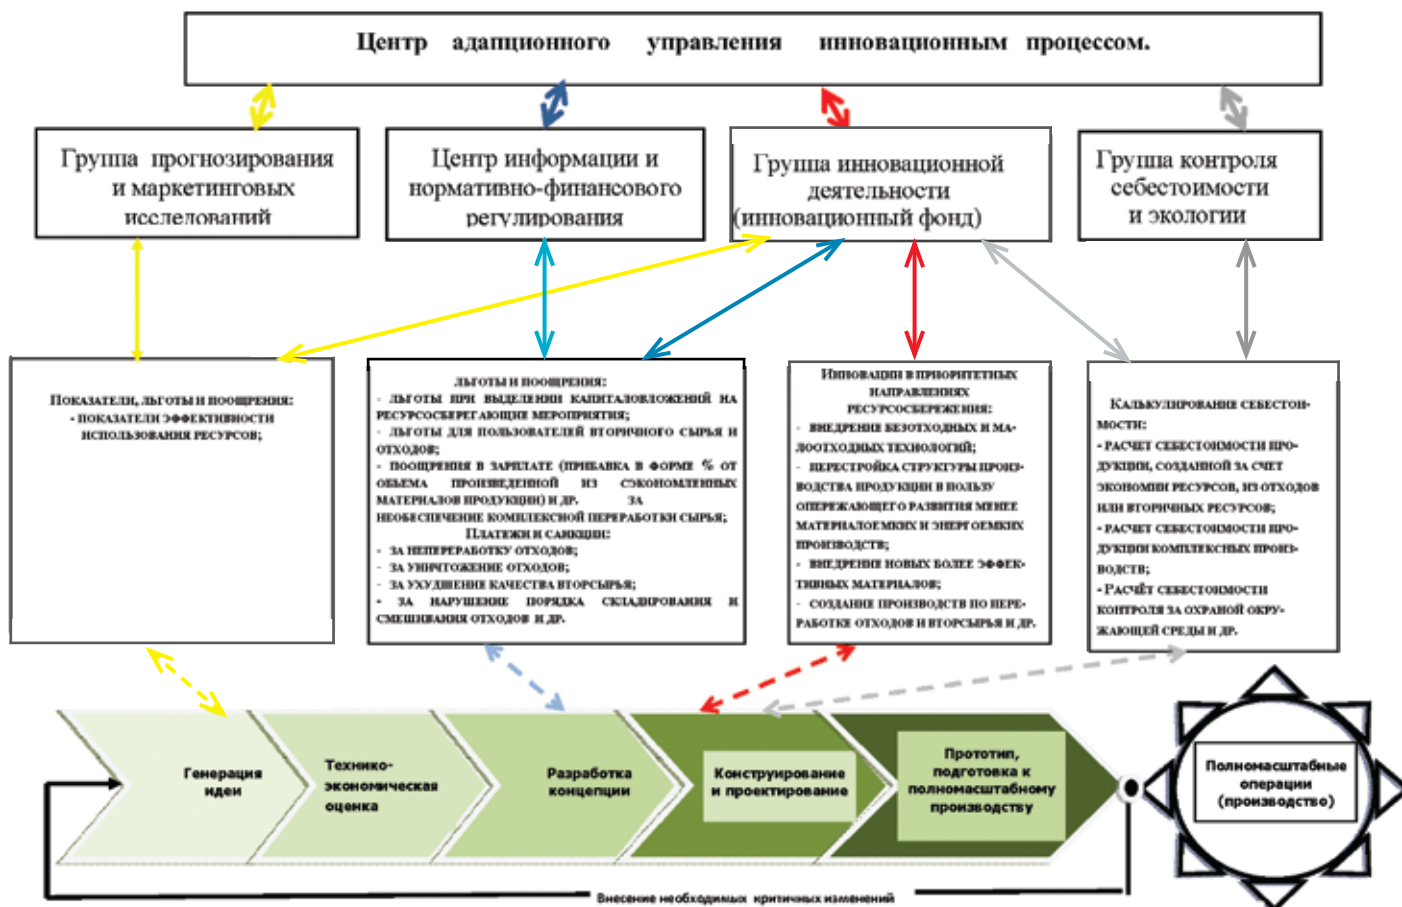 Центр адапционного управления инновационным процессом.
Группа прогнозирования
и маркетинговых
исследований
Центр информации и
нормативно-финансового
регулирования
Группа инновационной
деятельности
(инновационный фонд)
Группа контроля
себестоимости
и экологии
Показатели, льготы и поощрения:
- показатели эффективности
использования ресурсов;
льготы и поощрения:
- льготы при выделении капиталовложений на
ресурсосберегающие мероприятия;
- льготы для пользователей вторичного сырья и
отходов;
- поощрения в зарплате (прибавка в форме % от
объема произведенной из сэкономленных
материалов продукции) и др. за
необеспечение комплексной переработки сырья;
Платежи и санкции:
- за непереработку отходов;
- за уничтожение отходов;
- за ухудшение качества вторсырья;
- за нарушение порядка складирования и
смешивания отходов и др.
Инновации в приоритетных
направлениях
ресурсосбережения:
- внедрение безотходных и ма-
лоотходных технологий;
- перестройка структуры произ-
водства продукции в пользу
опережающего развития менее
материалоемких и энергоемких
производств;
- внедрение новых более эффек-
тивных материалов;
- создание производств по пере-
работке отходов и вторсырья и др.
Калькулирование себестои-
мости:
- расчет себестоимости про-
дукции, созданной за счет
экономии ресурсов, из отходов
или вторичных ресурсов;
- расчет себестоимости про-
дукции комплексных произ-
водств;
- Расчёт себестоимости
контроля за охраной окру-
жающей среды и др.
Генерация
идеи
Технико-
экономическая
оценка
Разработка
концепции
Конструирование
и проектирование
Прототип,
подготовка к
полномасштабному
производству
Полномасштабные
операции
(производство)
Внесение необходимых критичных изменений